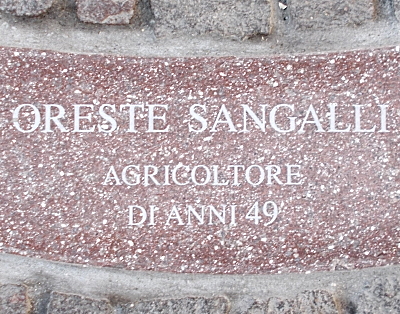 ORESTE SANGALLI
AGRICOLTORE
DI ANNI 49